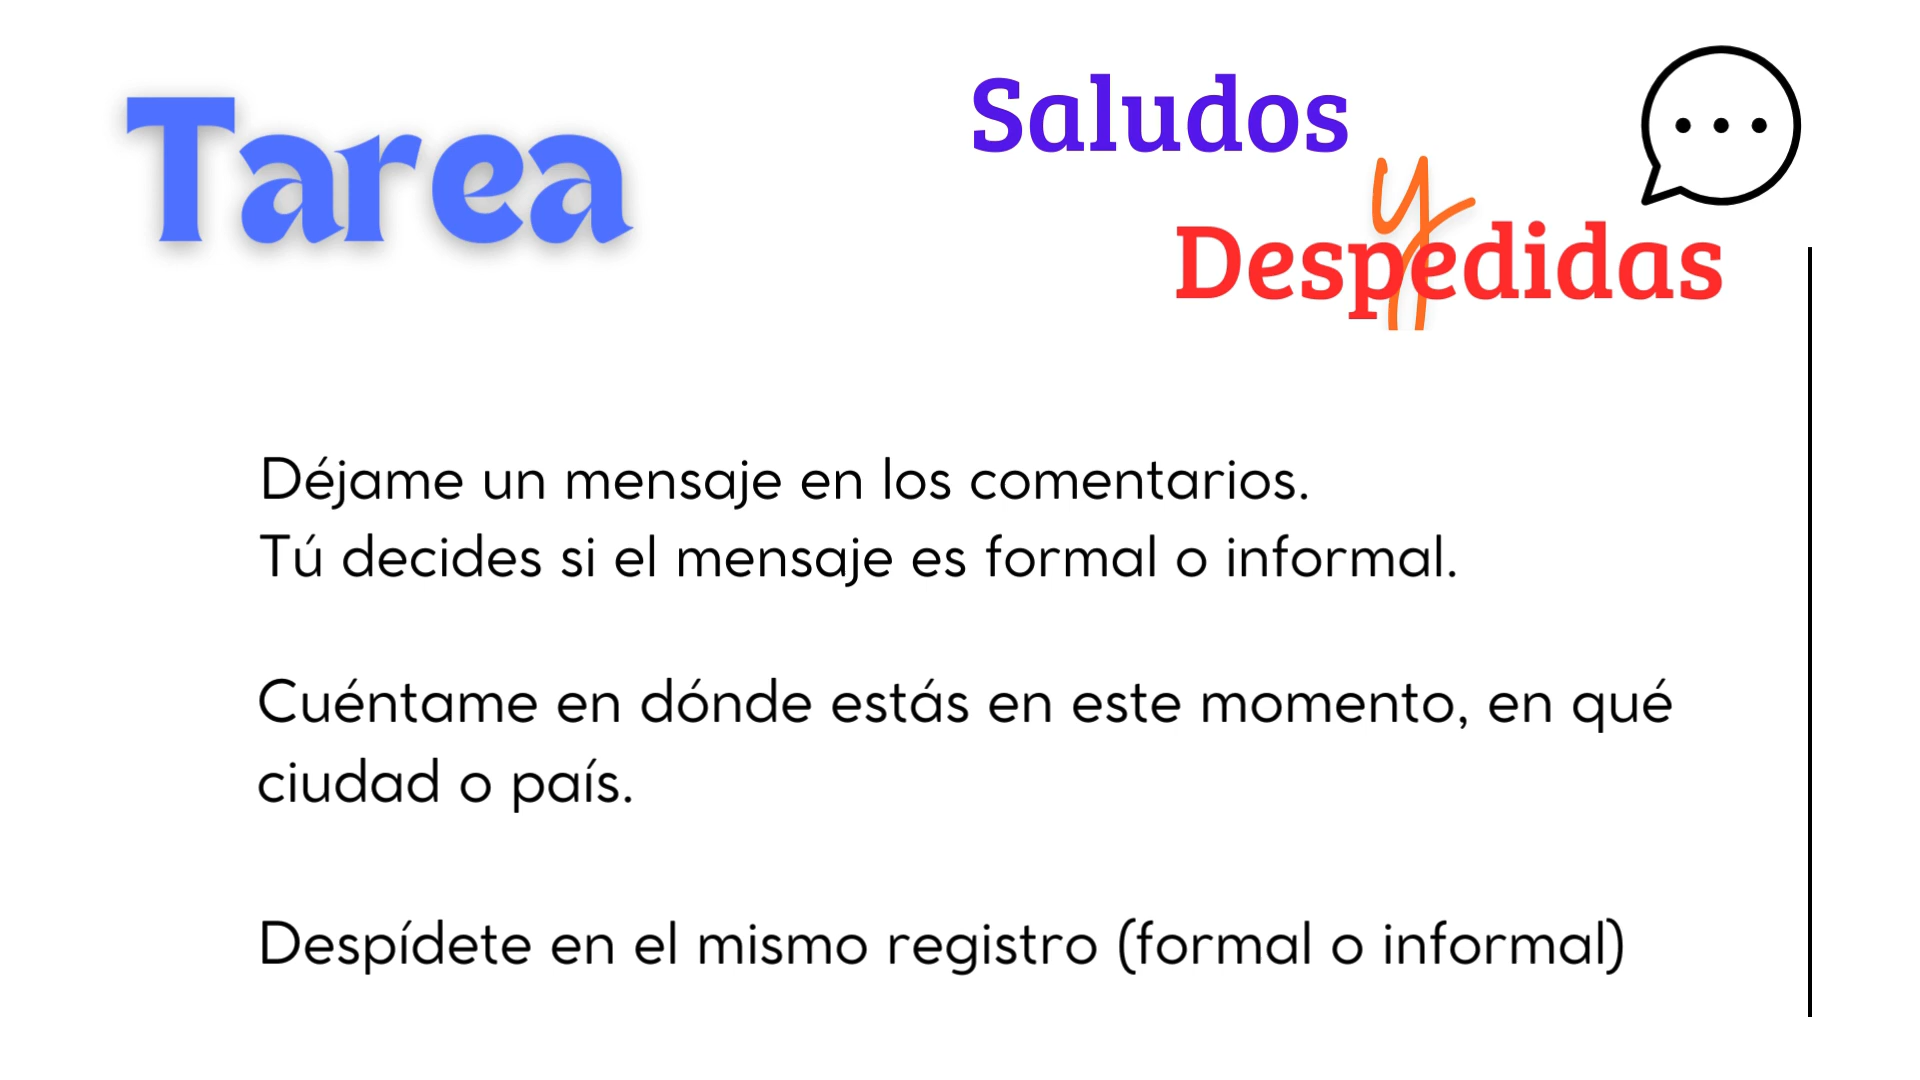 Tarea
Saludos
y
Despedidas
Déjame un mensaje en los comentarios.
Tú decides si el mensaje es formal o informal.
Cuéntame en dónde estás en este momento, en qué
ciudad o país.
Despídete en el mismo registro (formal o informal)